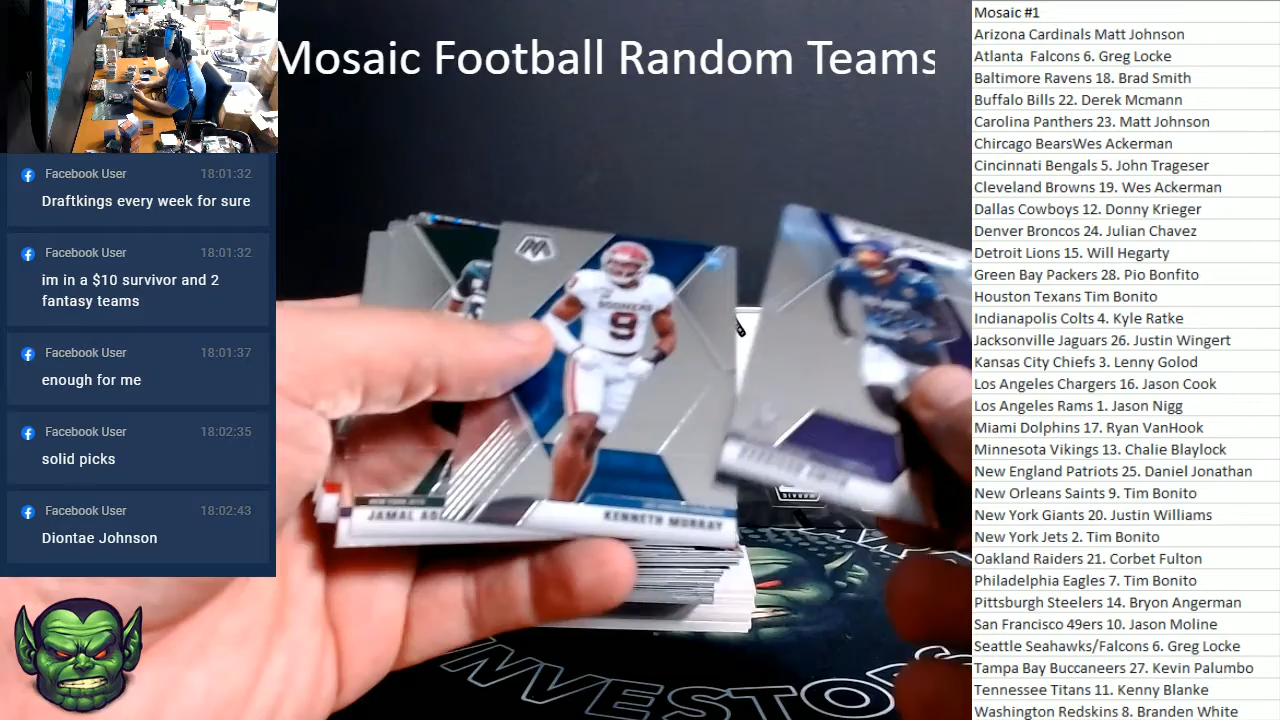 Mosaic Football Random Teams
Facebook User 18:01:32
Draftkings every week for sure
Facebook User 18:01:32
im in a $10 survivor and 2
fantasy teams
Facebook User 18:01:37
enough for me
Facebook User 18:02:35
solid picks
Facebook User 18:02:43
Diontae Johnson
SOONERS
9
JAMAL
KENNETH MURRAY
INVESTO
Mosaic #1
Arizona Cardinals Matt Johnson
Atlanta Falcons 6. Greg Locke
Baltimore Ravens 18. Brad Smith
Buffalo Bills 22. Derek Mcmann
Carolina Panthers 23. Matt Johnson
Chircago BearsWes Ackerman
Cincinnati Bengals 5. John Trageser
Cleveland Browns 19. Wes Ackerman
Dallas Cowboys 12. Donny Krieger
Denver Broncos 24. Julian Chavez
Detroit Lions 15. Will Hegarty
Green Bay Packers 28. Pio Bonfito
Houston Texans Tim Bonito
Indianapolis Colts 4. Kyle Ratke
Jacksonville Jaguars 26. Justin Wingert
Kansas City Chiefs 3. Lenny Golod
Los Angeles Chargers 16. Jason Cook
Los Angeles Rams 1. Jason Nigg
Miami Dolphins 17. Ryan VanHook
Minnesota Vikings 13. Chalie Blaylock
New England Patriots 25. Daniel Jonathan
New Orleans Saints 9. Tim Bonito
New York Giants 20. Justin Williams
New York Jets 2. Tim Bonito
Oakland Raiders 21. Corbet Fulton
Philadelphia Eagles 7. Tim Bonito
Pittsburgh Steelers 14. Bryon Angerman
San Francisco 49ers 10. Jason Moline
Seattle Seahawks/Falcons 6. Greg Locke
Tampa Bay Buccaneers 27. Kevin Palumbo
Tennessee Titans 11. Kenny Blanke
Washington Redskins 8. Branden White